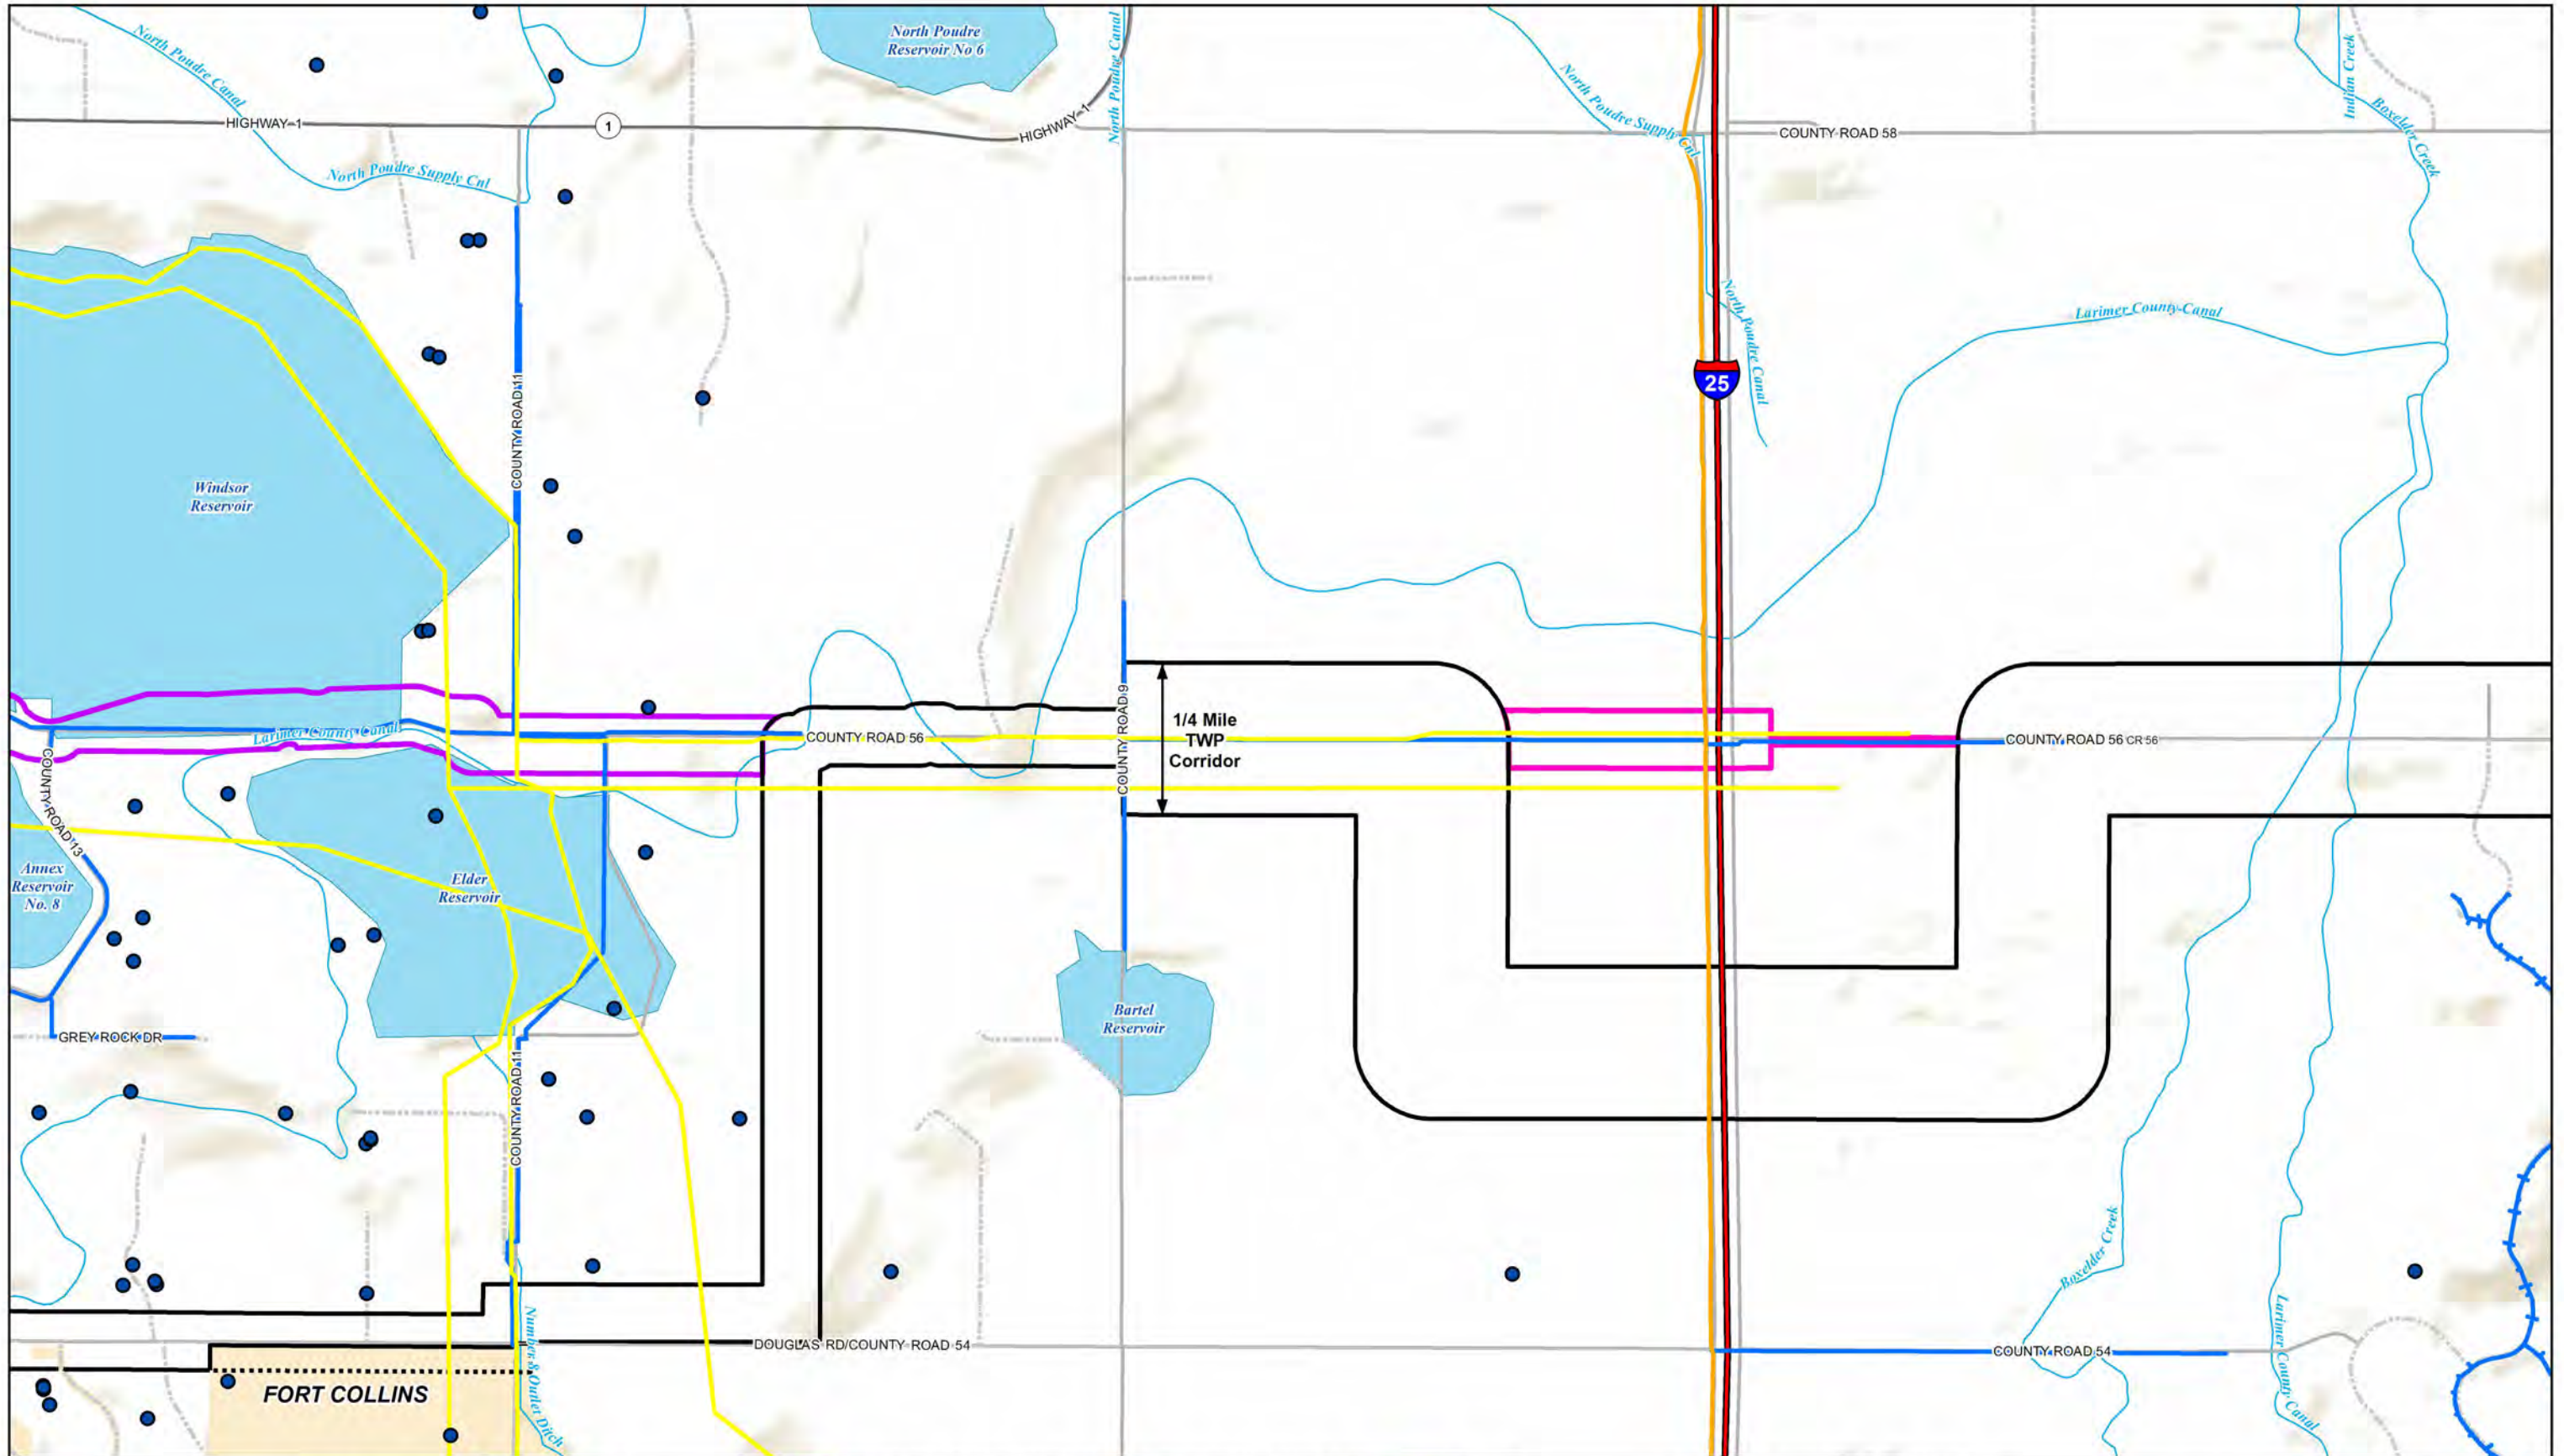 North Poudre
Reservoir No 6
North Poudre Canal
North Poudre Canal
HIGHWAY 1
1
HIGHWAY 1
North Poudre Supply Cnl
COUNTY ROAD 58
Indian Creek
Boxelder Creek
North Poudre Supply Cnl
COUNTY ROAD 11
Windsor
Reservoir
25
North Poudre Canal
Larimer County Canal
Larimer County Canal
COUNTY ROAD 56
COUNTY ROAD 9
1/4 Mile
TWP
Corridor
COUNTY ROAD 56
CR 56
COUNTY ROAD 13
Annex
Reservoir
No. 8
Elder
Reservoir
Bartel
Reservoir
GREY ROCK DR
COUNTY ROAD 11
Boxelder Creek
Number 8 Outlet Ditch
DOUGLAS RD/COUNTY ROAD 54
COUNTY ROAD 54
Larimer County Canal
FORT COLLINS